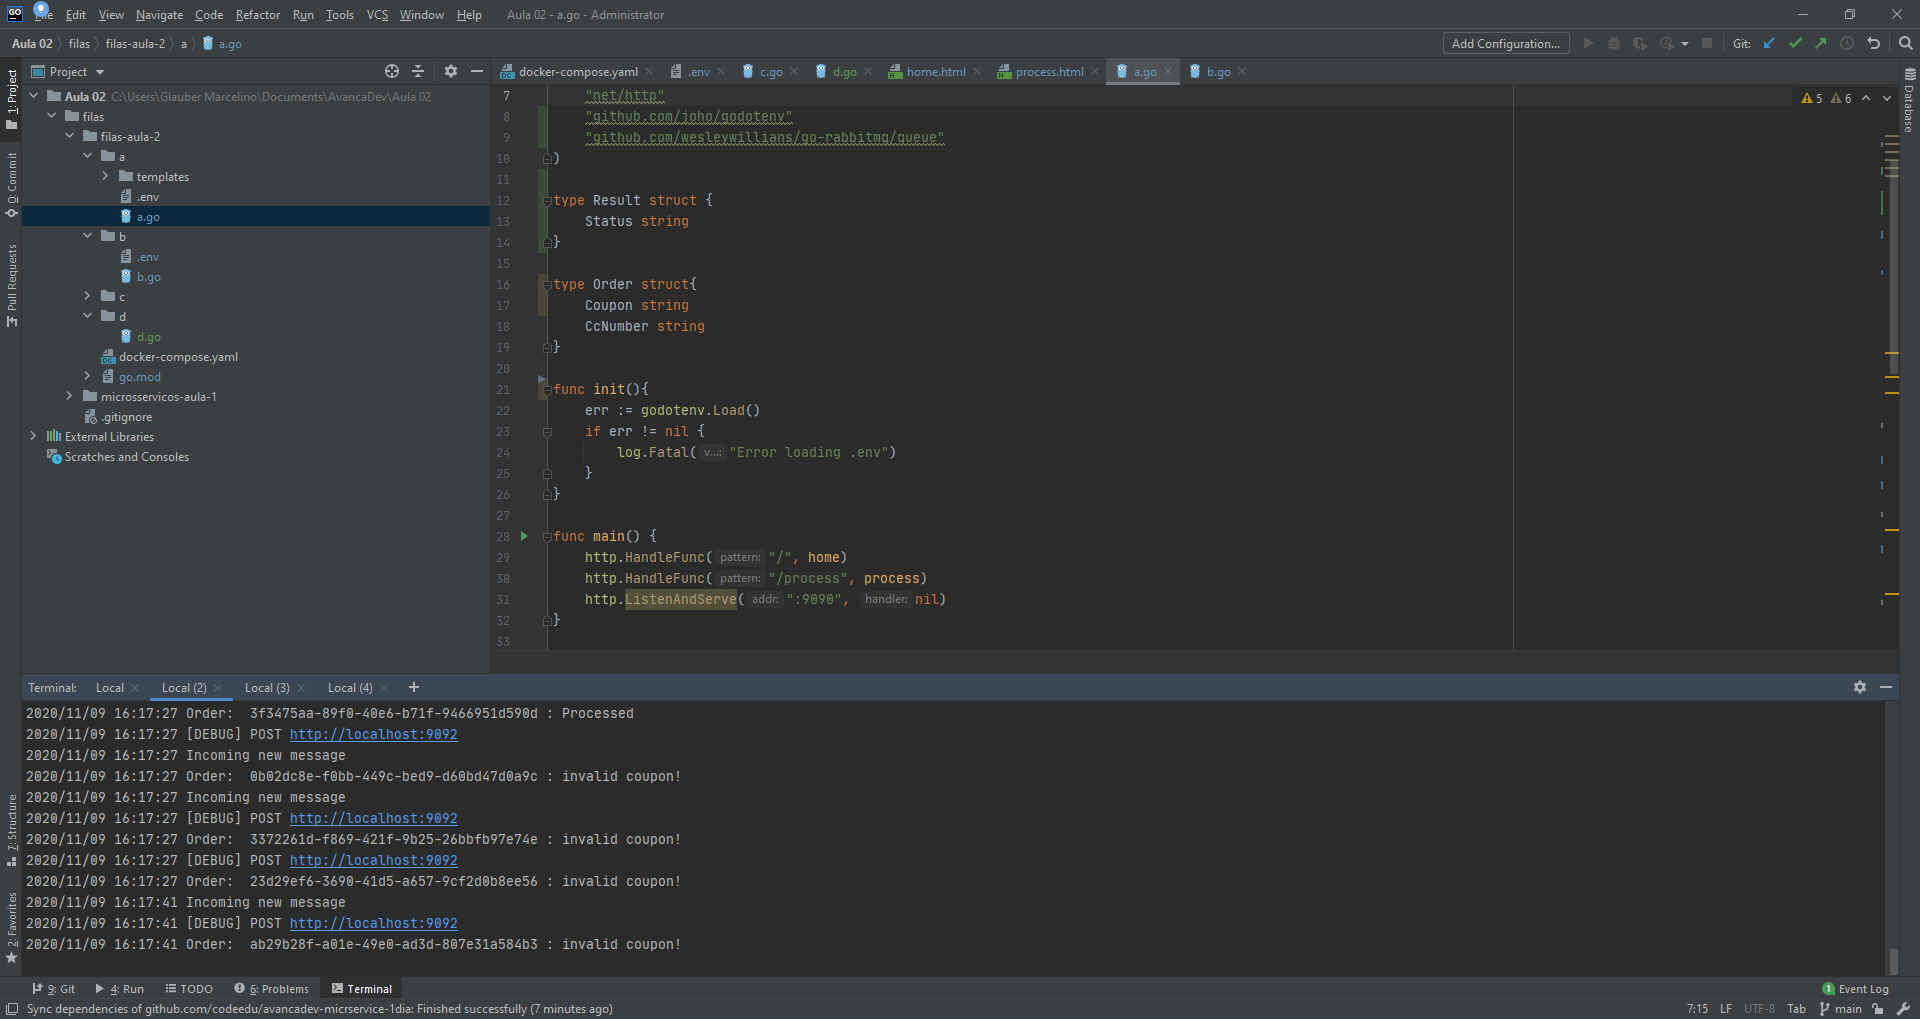 GO File Edit View Navigate Code Refactor Run Tools VCS Window Help Aula 02 - a.go - Administrator
Aula 02 filas filas-aula-2 a a.go Add Configuration... Git:
Project docker-compose.yaml .env c.go d.go home.html process.html a.go b.go
Aula 02 C:\Users\Glauber Marcelino\Documents\AvancaDev\Aula 02
filas
filas-aula-2
a
templates
.env
a.go
b
.env
b.go
c
d
d.go
docker-compose.yaml
go.mod
microsservicos-aula-1
.gitignore
External Libraries
Scratches and Consoles
1: Project
0: Commit
Pull Requests
7: Structure
2: Favorites
Database
5 6
7 "net/http"
8 "github.com/joho/godotenv"
9 "github.com/wesleywillians/go-rabbitmq/queue"
10 )
11
12 type Result struct {
13 Status string
14 }
15
16 type Order struct{
17 Coupon string
18 CcNumber string
19 }
20
21 func init(){
22 err := godotenv.Load()
23 if err != nil {
24 log.Fatal( v...: "Error loading .env")
25 }
26 }
27
28 func main() {
29 http.HandleFunc( pattern: "/", home)
30 http.HandleFunc( pattern: "/process", process)
31 http.ListenAndServe( addr: ":9090", handler: nil)
32 }
33
Terminal: Local Local (2) Local (3) Local (4) +
2020/11/09 16:17:27 Order:  3f3475aa-89f0-40e6-b71f-9466951d590d : Processed
2020/11/09 16:17:27 [DEBUG] POST http://localhost:9092
2020/11/09 16:17:27 Incoming new message
2020/11/09 16:17:27 Order:  0b02dc8e-f0bb-449c-bed9-d60bd47d0a9c : invalid coupon!
2020/11/09 16:17:27 Incoming new message
2020/11/09 16:17:27 [DEBUG] POST http://localhost:9092
2020/11/09 16:17:27 Order:  3372261d-f869-421f-9b25-26bbfb97e74e : invalid coupon!
2020/11/09 16:17:27 [DEBUG] POST http://localhost:9092
2020/11/09 16:17:27 Order:  23d29ef6-3690-41d5-a657-9cf2d0b8ee56 : invalid coupon!
2020/11/09 16:17:41 Incoming new message
2020/11/09 16:17:41 [DEBUG] POST http://localhost:9092
2020/11/09 16:17:41 Order:  ab29b28f-a01e-49e0-ad3d-807e31a584b3 : invalid coupon!
9: Git 4: Run TODO 6: Problems Terminal 1 Event Log
Sync dependencies of github.com/codeedu/avancadev-micrservice-1dia: Finished successfully (7 minutes ago) 7:15 LF UTF-8 Tab main